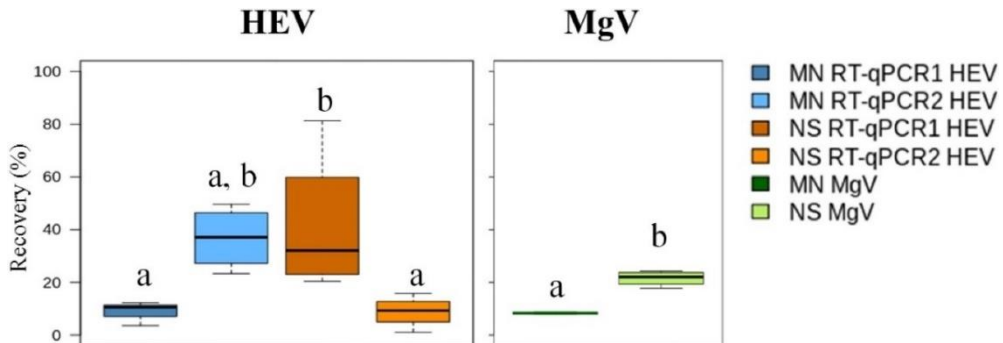 HEV
MgV
Recovery (%)
100
80
60
40
20
0
a
a, b
b
a
a
b
MN RT-qPCR1 HEV
MN RT-qPCR2 HEV
NS RT-qPCR1 HEV
NS RT-qPCR2 HEV
MN MgV
NS MgV